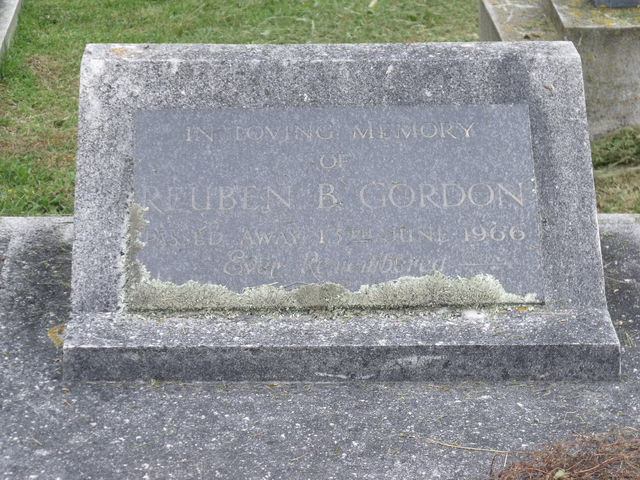 IN LOVING MEMORY
OF
REUBEN B. GORDON
PASSED AWAY 13TH JUNE 1966
Ever Remembered